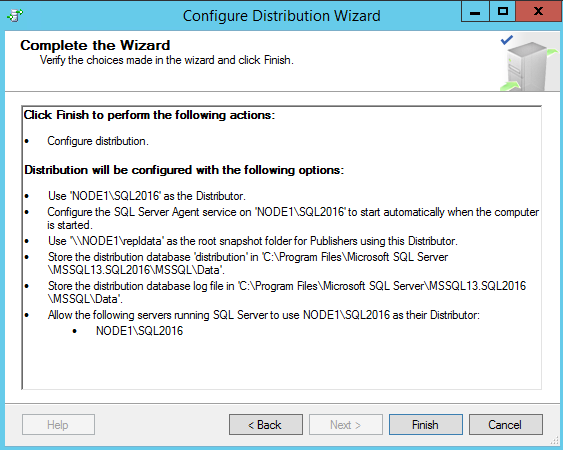 Configure Distribution Wizard
Complete the Wizard
Verify the choices made in the wizard and click Finish.
Click Finish to perform the following actions:
• Configure distribution.
Distribution will be configured with the following options:
• Use 'NODE1\SQL2016' as the Distributor.
• Configure the SQL Server Agent service on 'NODE1\SQL2016' to start automatically when the computer
is started.
• Use '\\NODE1\repldata' as the root snapshot folder for Publishers using this Distributor.
• Store the distribution database 'distribution' in 'C:\Program Files\Microsoft SQL Server
\MSSQL13.SQL2016\MSSQL\Data'.
• Store the distribution database log file in 'C:\Program Files\Microsoft SQL Server\MSSQL13.SQL2016
\MSSQL\Data'.
• Allow the following servers running SQL Server to use NODE1\SQL2016 as their Distributor:
• NODE1\SQL2016
Help < Back Next > Finish Cancel